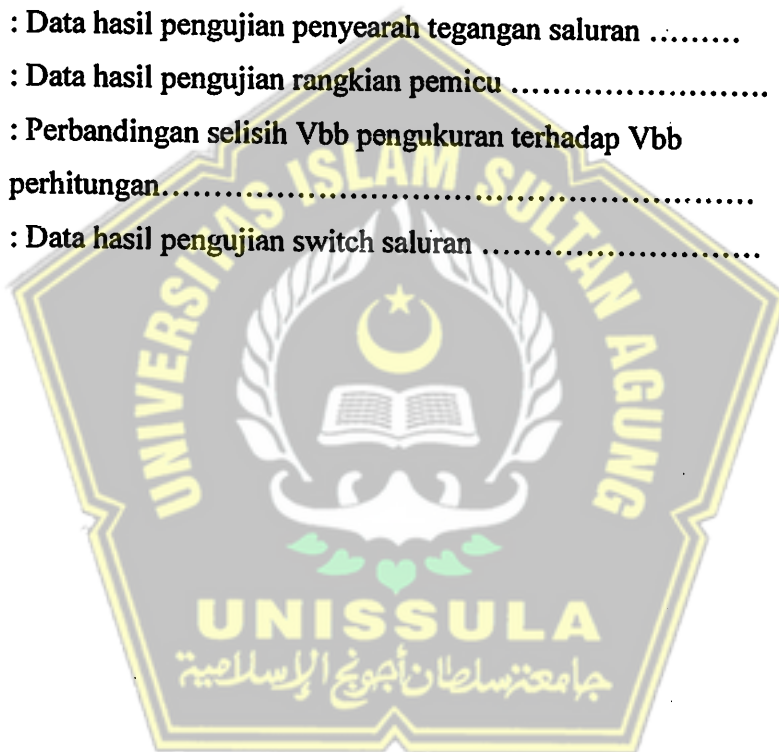 : Data hasil pengujian penyearah tegangan saluran .........
: Data hasil pengujian rangkian pemicu ..........................
: Perbandingan selisih Vbb pengukuran terhadap Vbb
perhitungan............................................................
: Data hasil pengujian switch saluran ............................
UNIVERSITAS ISLAM SULTAN AGUNG
UNISSULA
جامعة سلطان أجونج الإسلامية